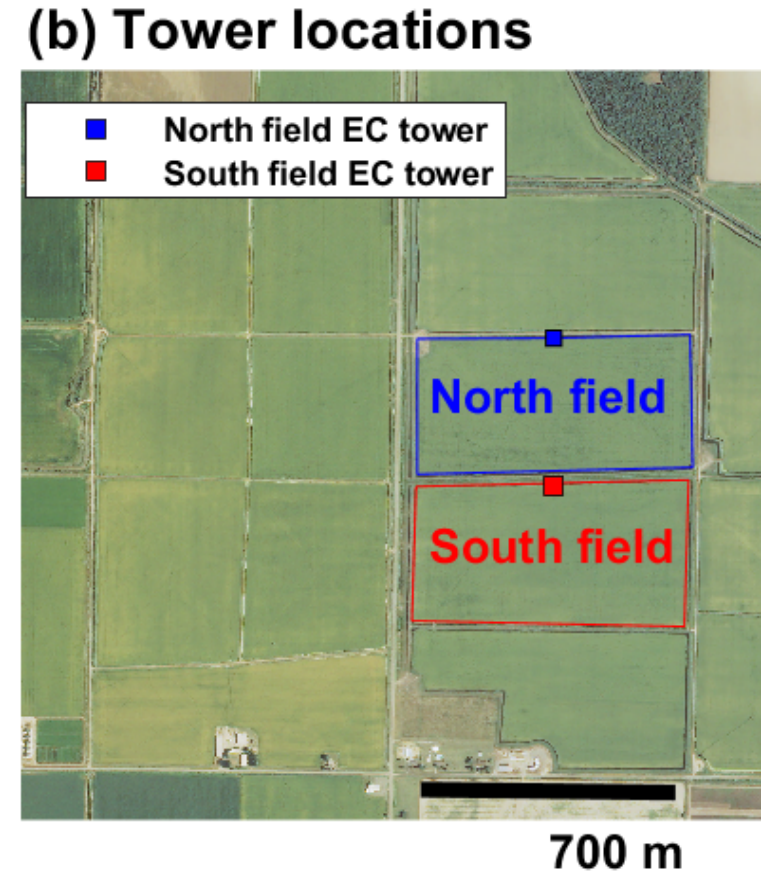 (b) Tower locations
North field EC tower
South field EC tower
North field
South field
700 m